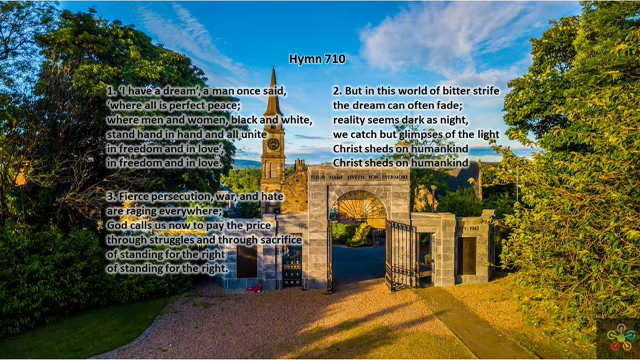 Hymn 710
1. 'I have a dream', a man once said,
'where all is perfect peace;
where men and women, black and white,
stand hand in hand and all unite
in freedom and in love',
in freedom and in love'.
2. But in this world of bitter strife
the dream can often fade;
reality seems dark as night,
we catch but glimpses of the light
Christ sheds on humankind
Christ sheds on humankind
3. Fierce persecution, war, and hate
are raging everywhere;
God calls us now to pay the price
through struggles and through sacrifice
of standing for the right
of standing for the right.
NAME LIVETH FOR EVERMORE